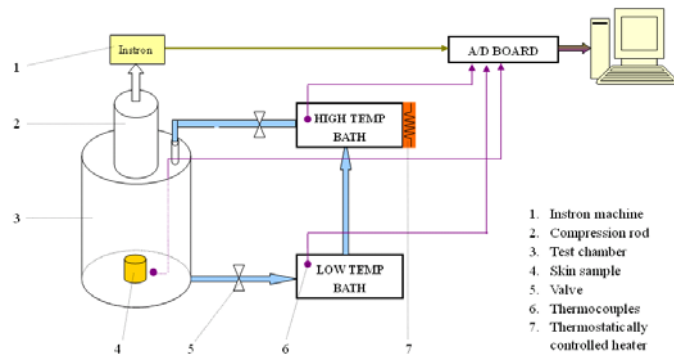 Instron
A/D BOARD
1
2
HIGH TEMP
BATH
3
LOW TEMP
BATH
4
5
6
7
1. Instron machine
2. Compression rod
3. Test chamber
4. Skin sample
5. Valve
6. Thermocouples
7. Thermostatically
controlled heater